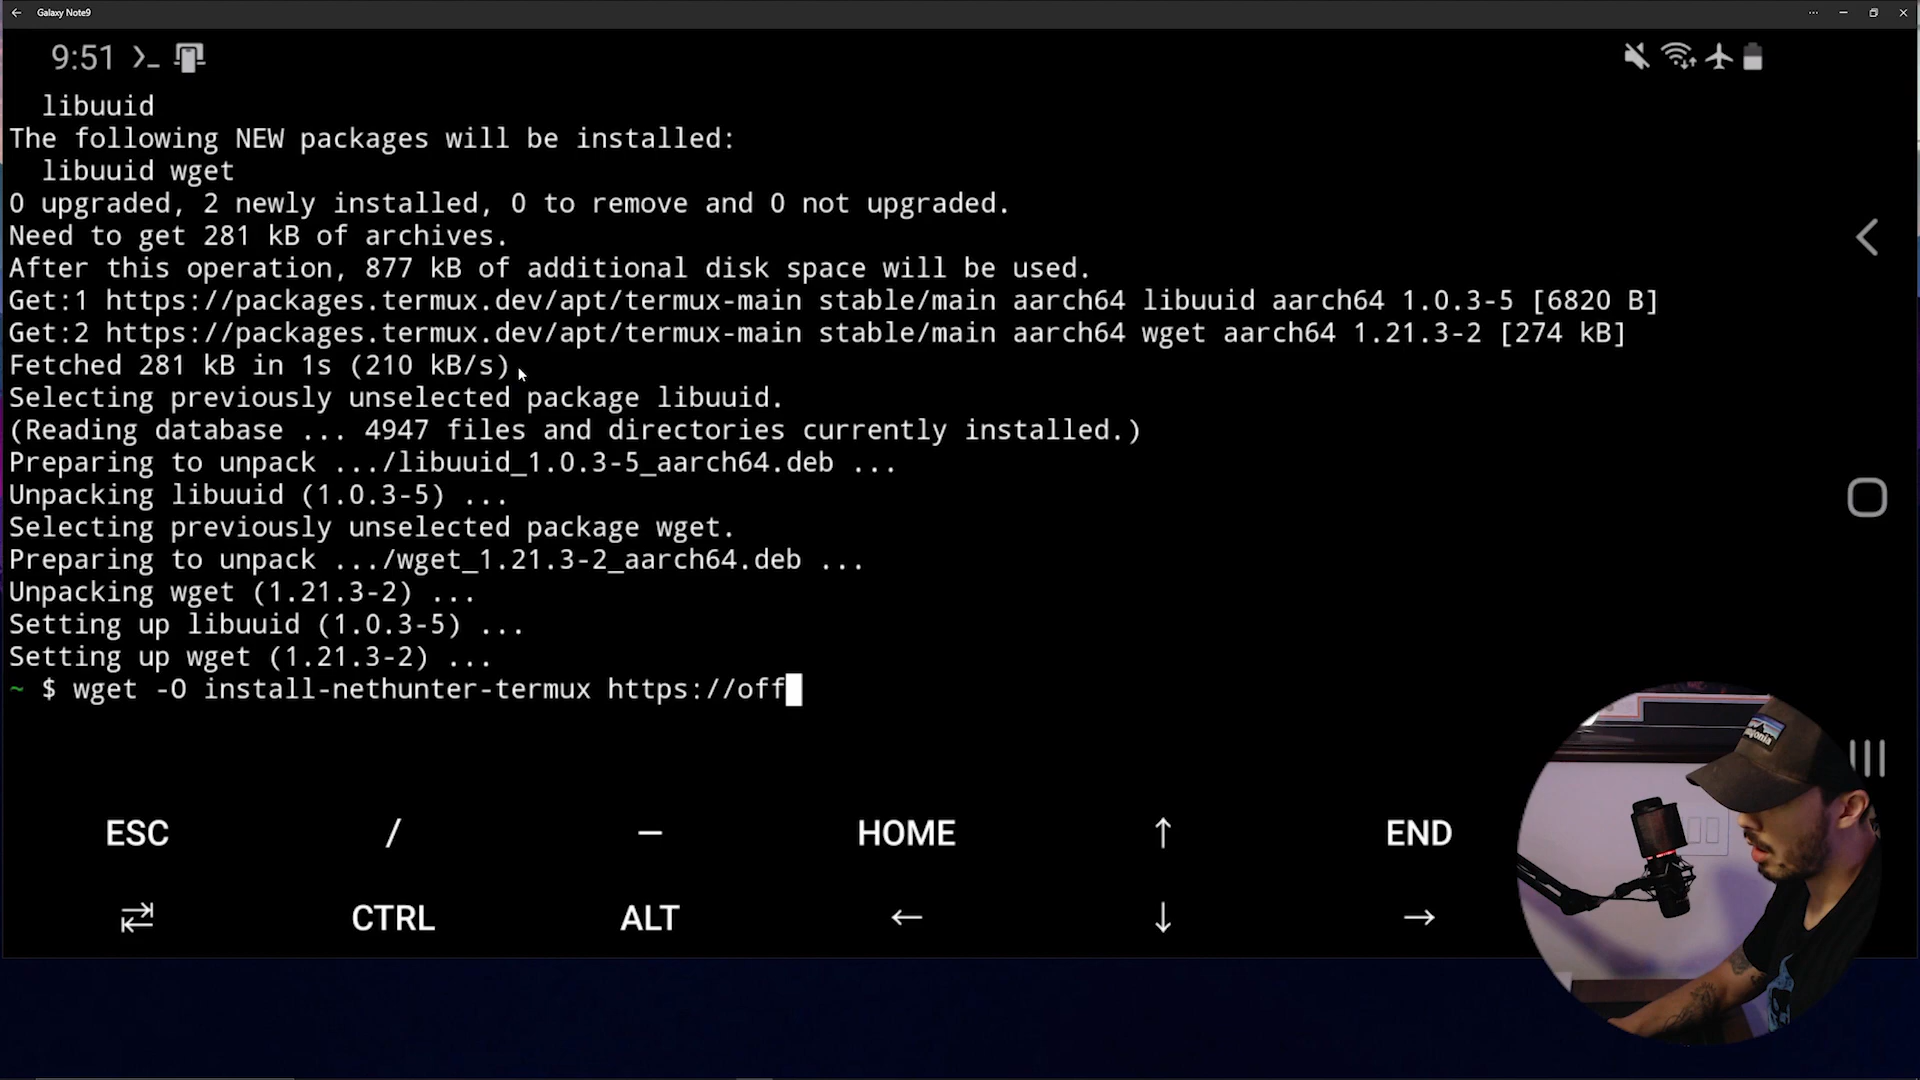 Galaxy Note9
9:51
libuuid
The following NEW packages will be installed:
libuuid wget
0 upgraded, 2 newly installed, 0 to remove and 0 not upgraded.
Need to get 281 kB of archives.
After this operation, 877 kB of additional disk space will be used.
Get:1 https://packages.termux.dev/apt/termux-main stable/main aarch64 libuuid aarch64 1.0.3-5 [6820 B]
Get:2 https://packages.termux.dev/apt/termux-main stable/main aarch64 wget aarch64 1.21.3-2 [274 kB]
Fetched 281 kB in 1s (210 kB/s)
Selecting previously unselected package libuuid.
(Reading database ... 4947 files and directories currently installed.)
Preparing to unpack .../libuuid_1.0.3-5_aarch64.deb ...
Unpacking libuuid (1.0.3-5) ...
Selecting previously unselected package wget.
Preparing to unpack .../wget_1.21.3-2_aarch64.deb ...
Unpacking wget (1.21.3-2) ...
Setting up libuuid (1.0.3-5) ...
Setting up wget (1.21.3-2) ...
~ $ wget -O install-nethunter-termux https://off
ESC / — HOME ↑ END
⇄ CTRL ALT ← ↓ →